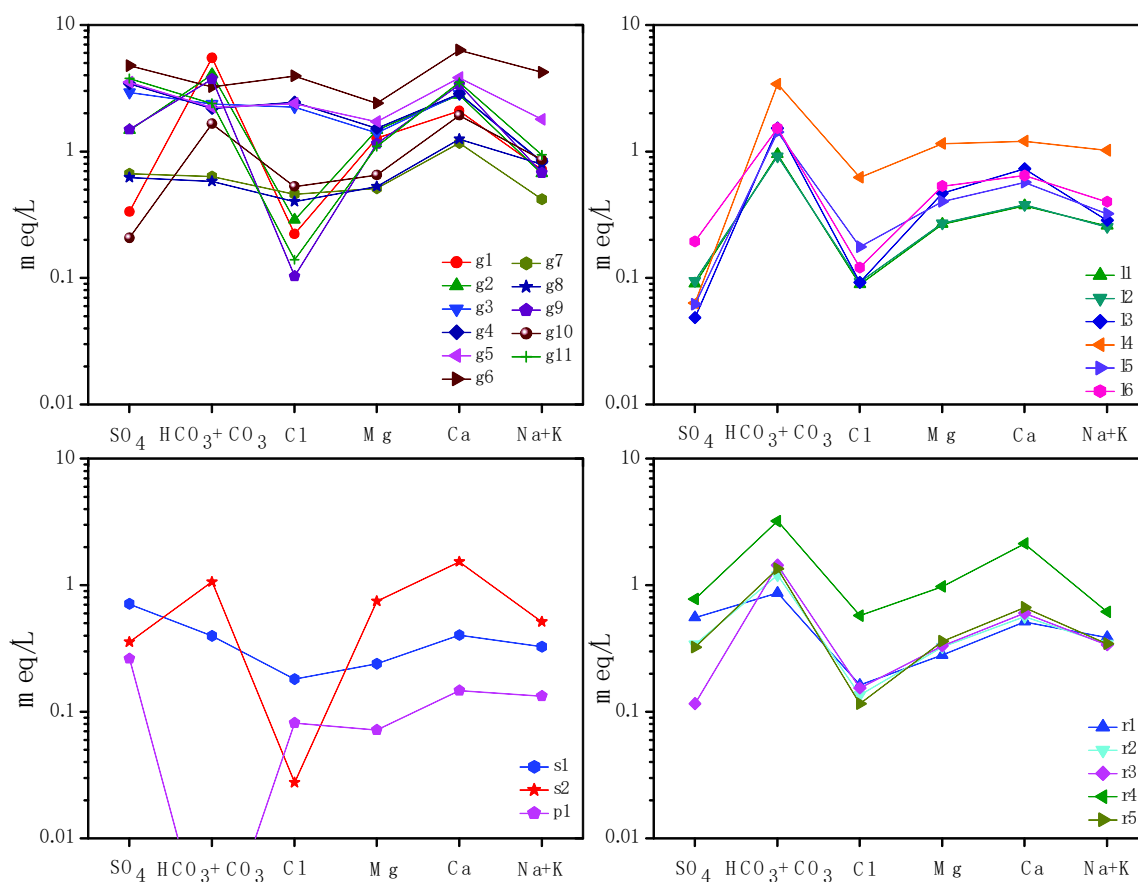 10
1
0.1
0.01
meq/L
SO4 HCO3+CO3 Cl Mg Ca Na+K
g1 g7
g2 g8
g3 g9
g4 g10
g5 g11
g6
10
1
0.1
0.01
meq/L
SO4 HCO3+CO3 Cl Mg Ca Na+K
l1
l2
l3
l4
l5
l6
10
1
0.1
0.01
meq/L
SO4 HCO3+CO3 Cl Mg Ca Na+K
s1
s2
p1
10
1
0.1
0.01
meq/L
SO4 HCO3+CO3 Cl Mg Ca Na+K
r1
r2
r3
r4
r5